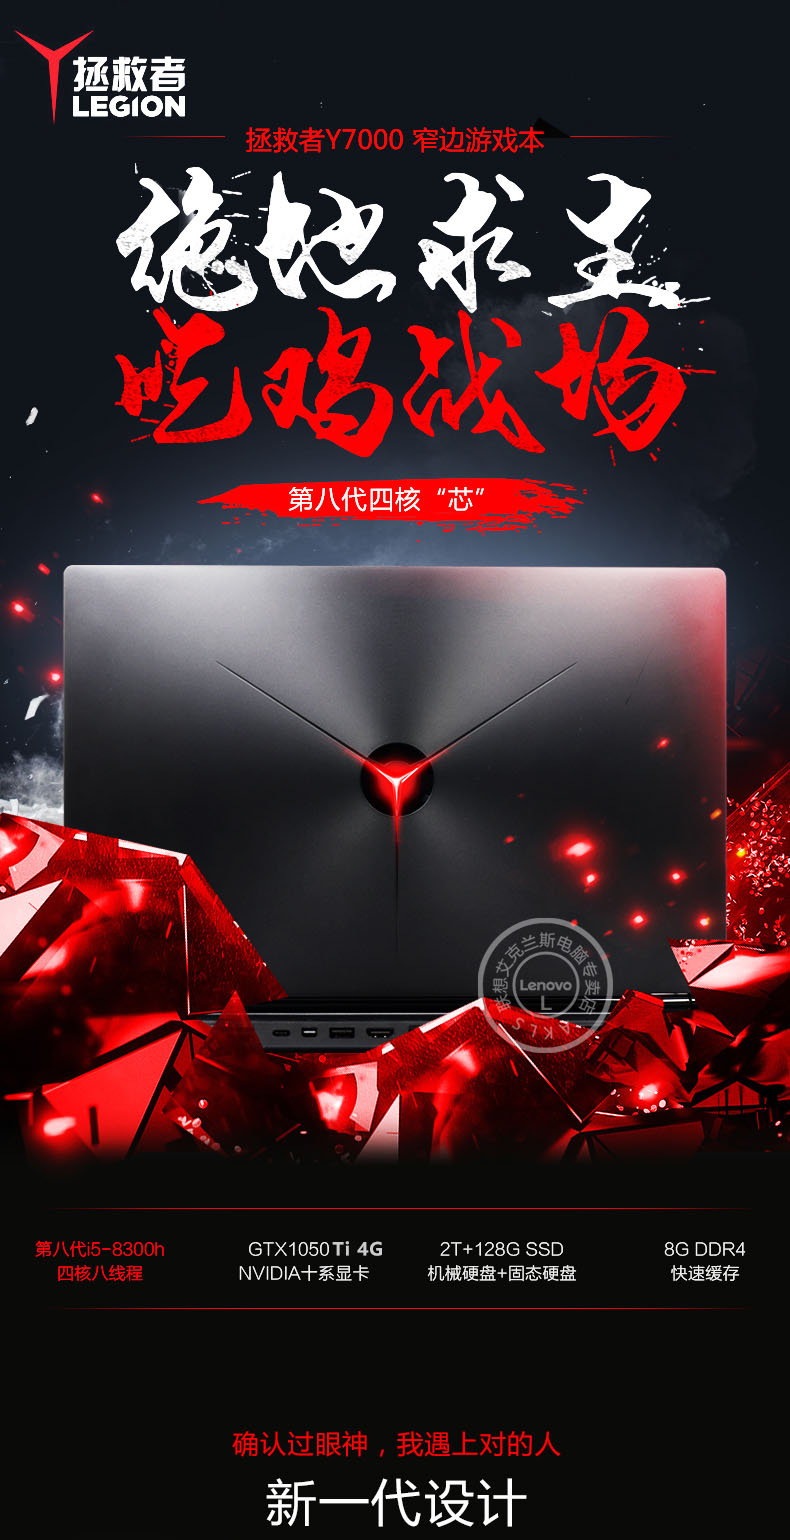 拯救者
LEGION
拯救者Y7000 窄边游戏本
绝地求生
吃鸡战场
第八代四核“芯”
联想艾克兰斯电脑专卖店
Lenovo
L
AKLS
第八代i5-8300h
四核八线程
GTX1050Ti 4G
NVIDIA十系显卡
2T+128G SSD
机械硬盘+固态硬盘
8G DDR4
快速缓存
确认过眼神，我遇上对的人
新一代设计